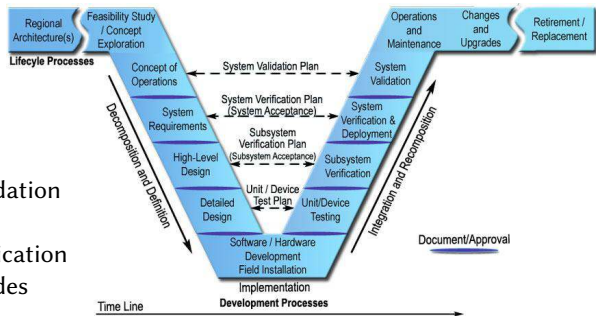 Regional
Architecture(s)
Feasibility Study
/ Concept
Exploration
Operations
and
Maintenance
Changes
and
Upgrades
Retirement /
Replacement
Lifecyle Processes
Concept of
Operations
System Validation Plan
System
Validation
System
Requirements
System Verification Plan
(System Acceptance)
System
Verification &
Deployment
High-Level
Design
Subsystem
Verification Plan
(Subsystem Acceptance)
Subsystem
Verification
Detailed
Design
Unit / Device
Test Plan
Unit/Device
Testing
Decomposition and Definition
Integration and Recomposition
Software / Hardware
Development
Field Installation
Implementation
Development Processes
Document/Approval
Time Line
dation
ication
des